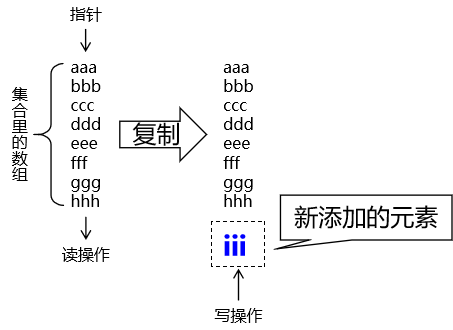 指针
集合里的数组
aaa
bbb
ccc
ddd
eee
fff
ggg
hhh
读操作
复制
aaa
bbb
ccc
ddd
eee
fff
ggg
hhh
iii
新添加的元素
写操作